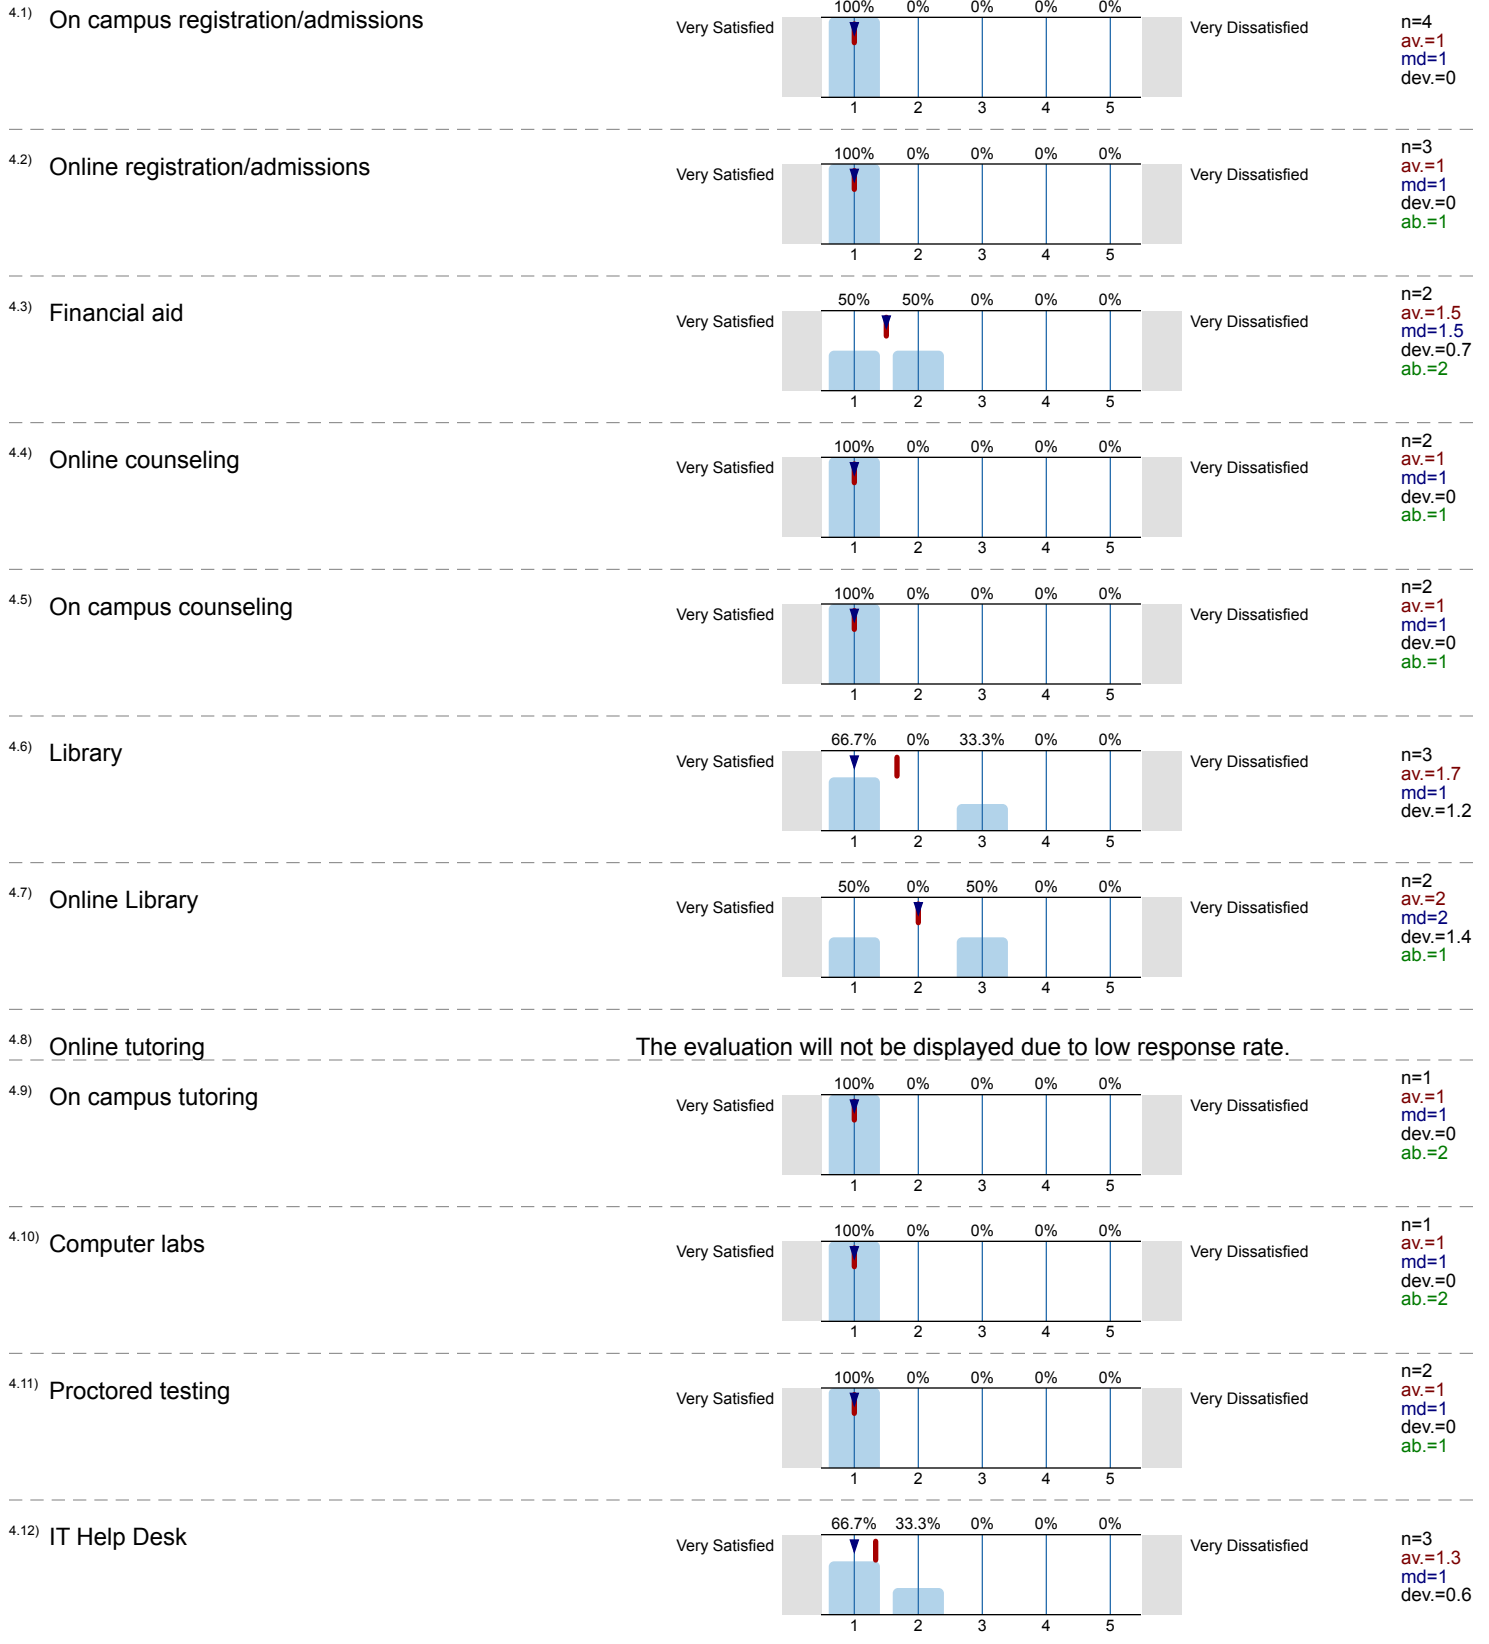 4.1) On campus registration/admissions
100% 0% 0% 0% 0%
Very Satisfied Very Dissatisfied
1 2 3 4 5
n=4
av.=1
md=1
dev.=0
4.2) Online registration/admissions
100% 0% 0% 0% 0%
Very Satisfied Very Dissatisfied
1 2 3 4 5
n=3
av.=1
md=1
dev.=0
ab.=1
4.3) Financial aid
50% 50% 0% 0% 0%
Very Satisfied Very Dissatisfied
1 2 3 4 5
n=2
av.=1.5
md=1.5
dev.=0.7
ab.=2
4.4) Online counseling
100% 0% 0% 0% 0%
Very Satisfied Very Dissatisfied
1 2 3 4 5
n=2
av.=1
md=1
dev.=0
ab.=1
4.5) On campus counseling
100% 0% 0% 0% 0%
Very Satisfied Very Dissatisfied
1 2 3 4 5
n=2
av.=1
md=1
dev.=0
ab.=1
4.6) Library
66.7% 0% 33.3% 0% 0%
Very Satisfied Very Dissatisfied
1 2 3 4 5
n=3
av.=1.7
md=1
dev.=1.2
4.7) Online Library
50% 0% 50% 0% 0%
Very Satisfied Very Dissatisfied
1 2 3 4 5
n=2
av.=2
md=2
dev.=1.4
ab.=1
4.8) Online tutoring The evaluation will not be displayed due to low response rate.
4.9) On campus tutoring
100% 0% 0% 0% 0%
Very Satisfied Very Dissatisfied
1 2 3 4 5
n=1
av.=1
md=1
dev.=0
ab.=2
4.10) Computer labs
100% 0% 0% 0% 0%
Very Satisfied Very Dissatisfied
1 2 3 4 5
n=1
av.=1
md=1
dev.=0
ab.=2
4.11) Proctored testing
100% 0% 0% 0% 0%
Very Satisfied Very Dissatisfied
1 2 3 4 5
n=2
av.=1
md=1
dev.=0
ab.=1
4.12) IT Help Desk
66.7% 33.3% 0% 0% 0%
Very Satisfied Very Dissatisfied
1 2 3 4 5
n=3
av.=1.3
md=1
dev.=0.6